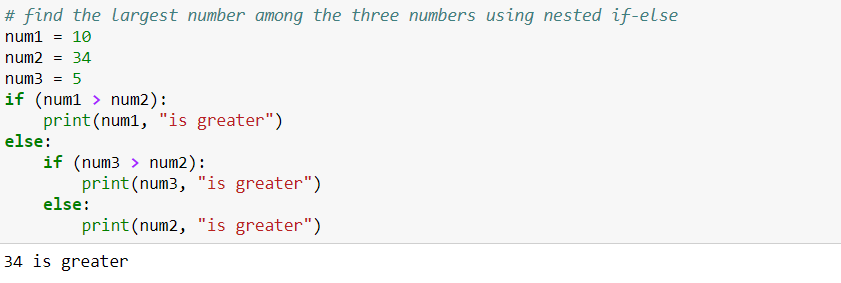 # find the largest number among the three numbers using nested if-else
num1 = 10
num2 = 34
num3 = 5
if (num1 > num2):
    print(num1, "is greater")
else:
    if (num3 > num2):
        print(num3, "is greater")
    else:
        print(num2, "is greater")
34 is greater